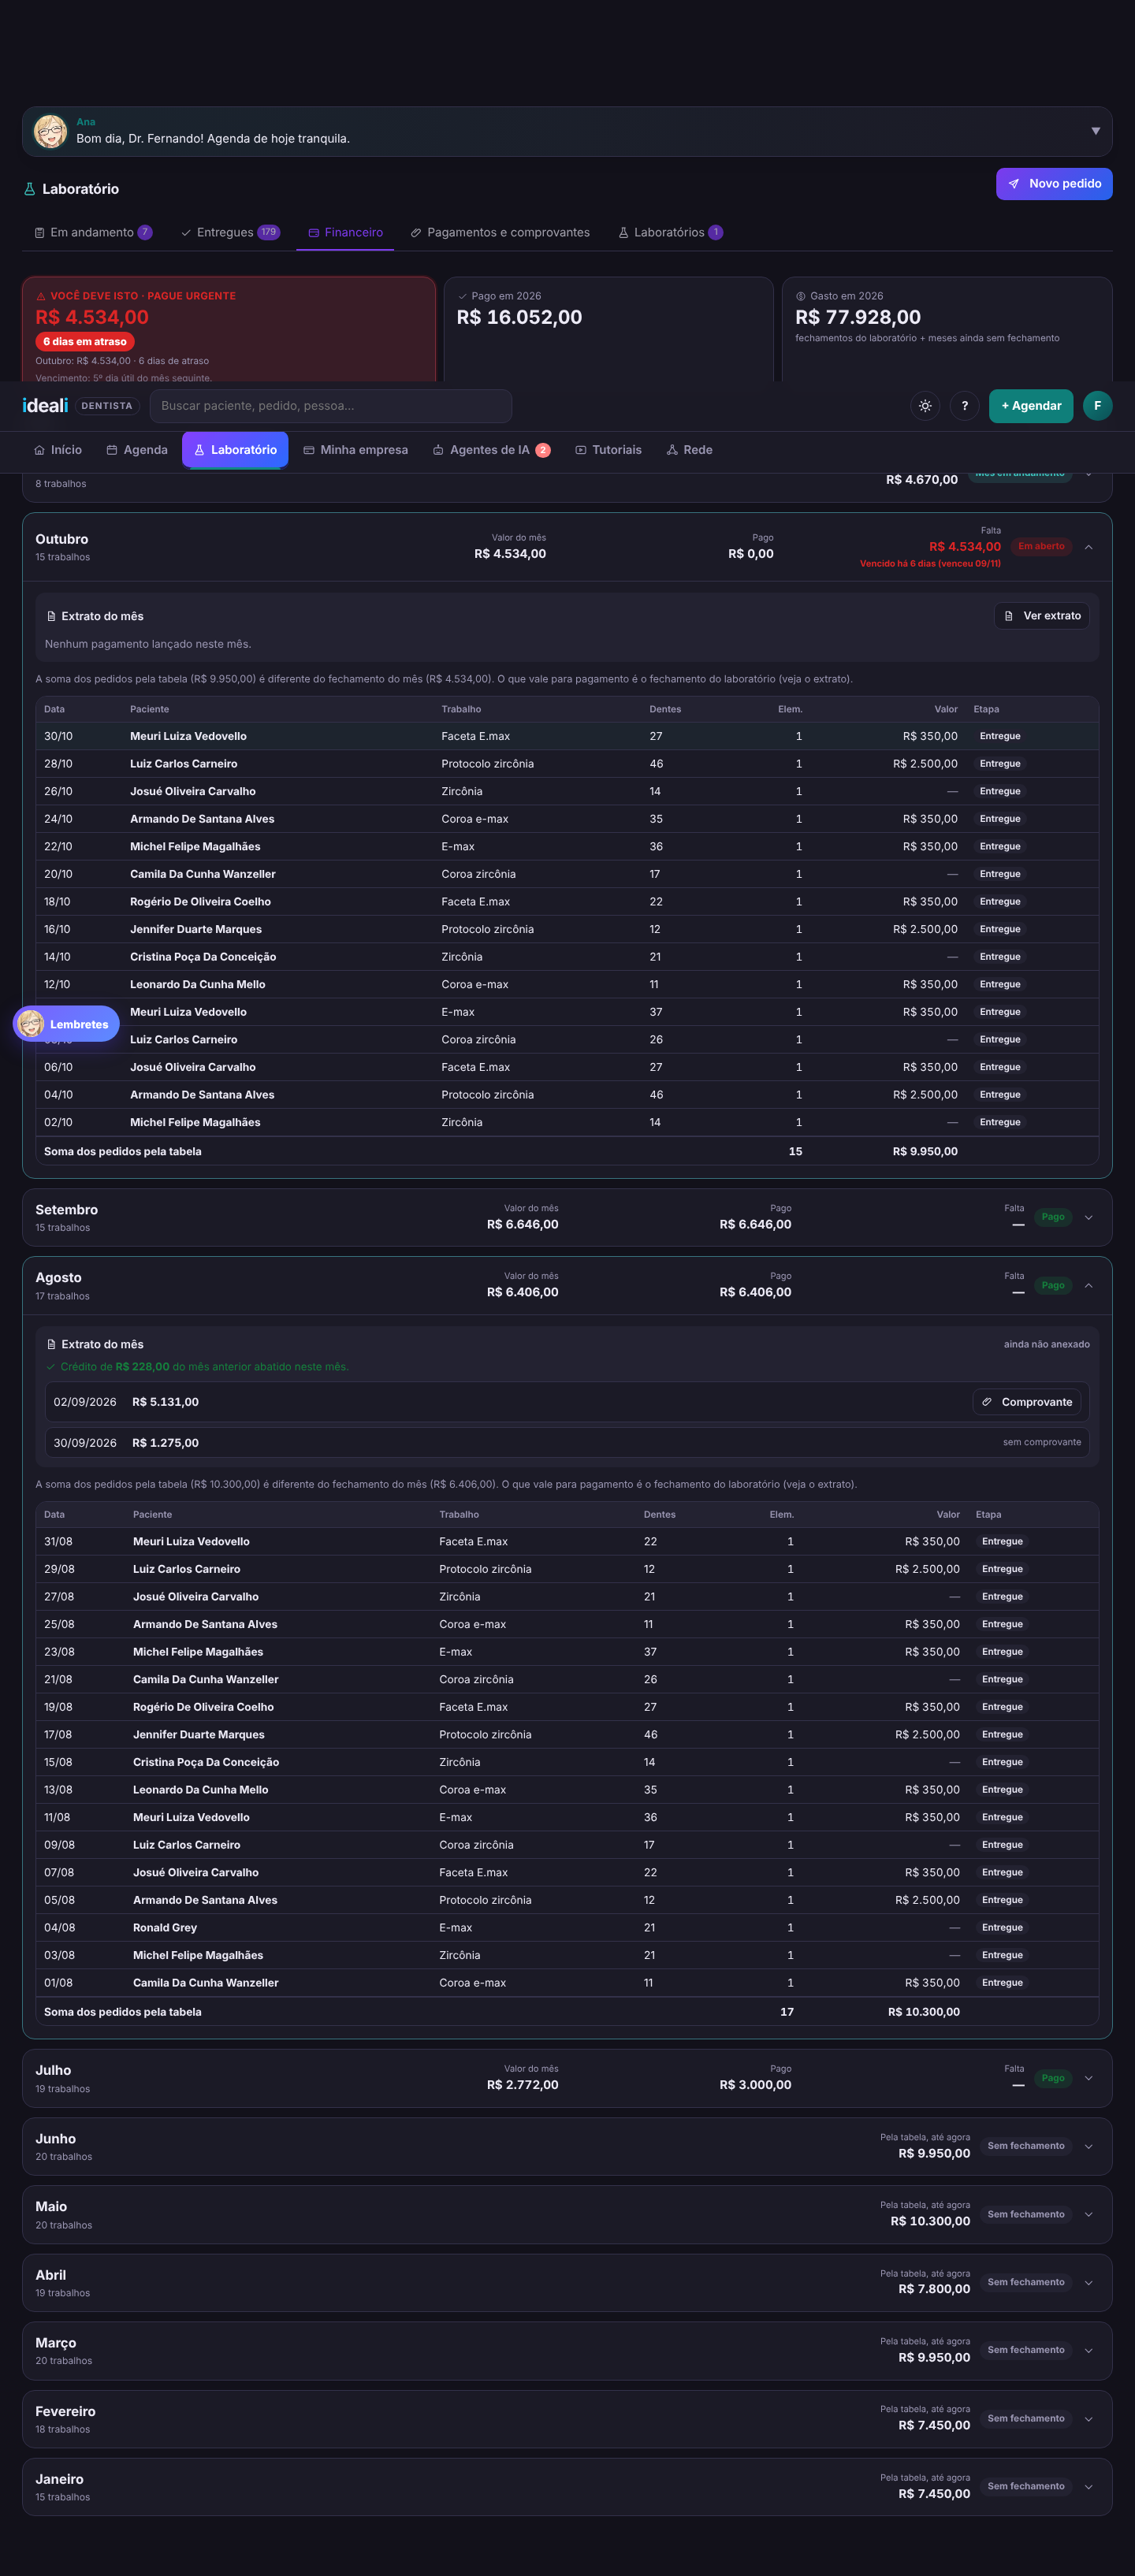 Ana
Bom dia, Dr. Fernando! Agenda de hoje tranquila.
Laboratório
Novo pedido
Em andamento 7 Entregues 179 Financeiro Pagamentos e comprovantes Laboratórios 1
VOCÊ DEVE ISTO · PAGUE URGENTE
R$ 4.534,00
6 dias em atraso
Outubro: R$ 4.534,00 · 6 dias de atraso
Vencimento: 5º dia útil do mês seguinte.
Pago em 2026
R$ 16.052,00
Gasto em 2026
R$ 77.928,00
fechamentos do laboratório + meses ainda sem fechamento
ideali DENTISTA Buscar paciente, pedido, pessoa... ? + Agendar F
Início Agenda Laboratório Minha empresa Agentes de IA 2 Tutoriais Rede
8 trabalhos R$ 4.670,00 Mês em andamento
Outubro
15 trabalhos
Valor do mês
R$ 4.534,00
Pago
R$ 0,00
Falta
R$ 4.534,00
Vencido há 6 dias (venceu 09/11)
Em aberto
Extrato do mês
Ver extrato
Nenhum pagamento lançado neste mês.
A soma dos pedidos pela tabela (R$ 9.950,00) é diferente do fechamento do mês (R$ 4.534,00). O que vale para pagamento é o fechamento do laboratório (veja o extrato).
Data Paciente Trabalho Dentes Elem. Valor Etapa
30/10 Meuri Luiza Vedovello Faceta E.max 27 1 R$ 350,00 Entregue
28/10 Luiz Carlos Carneiro Protocolo zircônia 46 1 R$ 2.500,00 Entregue
26/10 Josué Oliveira Carvalho Zircônia 14 1 — Entregue
24/10 Armando De Santana Alves Coroa e-max 35 1 R$ 350,00 Entregue
22/10 Michel Felipe Magalhães E-max 36 1 R$ 350,00 Entregue
20/10 Camila Da Cunha Wanzeller Coroa zircônia 17 1 — Entregue
18/10 Rogério De Oliveira Coelho Faceta E.max 22 1 R$ 350,00 Entregue
16/10 Jennifer Duarte Marques Protocolo zircônia 12 1 R$ 2.500,00 Entregue
14/10 Cristina Poça Da Conceição Zircônia 21 1 — Entregue
12/10 Leonardo Da Cunha Mello Coroa e-max 11 1 R$ 350,00 Entregue
Meuri Luiza Vedovello E-max 37 1 R$ 350,00 Entregue
Lembretes
Luiz Carlos Carneiro Coroa zircônia 26 1 — Entregue
06/10 Josué Oliveira Carvalho Faceta E.max 27 1 R$ 350,00 Entregue
04/10 Armando De Santana Alves Protocolo zircônia 46 1 R$ 2.500,00 Entregue
02/10 Michel Felipe Magalhães Zircônia 14 1 — Entregue
Soma dos pedidos pela tabela 15 R$ 9.950,00
Setembro
15 trabalhos
Valor do mês
R$ 6.646,00
Pago
R$ 6.646,00
Falta
—
Pago
Agosto
17 trabalhos
Valor do mês
R$ 6.406,00
Pago
R$ 6.406,00
Falta
—
Pago
Extrato do mês
ainda não anexado
Crédito de R$ 228,00 do mês anterior abatido neste mês.
02/09/2026 R$ 5.131,00 Comprovante
30/09/2026 R$ 1.275,00 sem comprovante
A soma dos pedidos pela tabela (R$ 10.300,00) é diferente do fechamento do mês (R$ 6.406,00). O que vale para pagamento é o fechamento do laboratório (veja o extrato).
Data Paciente Trabalho Dentes Elem. Valor Etapa
31/08 Meuri Luiza Vedovello Faceta E.max 22 1 R$ 350,00 Entregue
29/08 Luiz Carlos Carneiro Protocolo zircônia 12 1 R$ 2.500,00 Entregue
27/08 Josué Oliveira Carvalho Zircônia 21 1 — Entregue
25/08 Armando De Santana Alves Coroa e-max 11 1 R$ 350,00 Entregue
23/08 Michel Felipe Magalhães E-max 37 1 R$ 350,00 Entregue
21/08 Camila Da Cunha Wanzeller Coroa zircônia 26 1 — Entregue
19/08 Rogério De Oliveira Coelho Faceta E.max 27 1 R$ 350,00 Entregue
17/08 Jennifer Duarte Marques Protocolo zircônia 46 1 R$ 2.500,00 Entregue
15/08 Cristina Poça Da Conceição Zircônia 14 1 — Entregue
13/08 Leonardo Da Cunha Mello Coroa e-max 35 1 R$ 350,00 Entregue
11/08 Meuri Luiza Vedovello E-max 36 1 R$ 350,00 Entregue
09/08 Luiz Carlos Carneiro Coroa zircônia 17 1 — Entregue
07/08 Josué Oliveira Carvalho Faceta E.max 22 1 R$ 350,00 Entregue
05/08 Armando De Santana Alves Protocolo zircônia 12 1 R$ 2.500,00 Entregue
04/08 Ronald Grey E-max 21 1 — Entregue
03/08 Michel Felipe Magalhães Zircônia 21 1 — Entregue
01/08 Camila Da Cunha Wanzeller Coroa e-max 11 1 R$ 350,00 Entregue
Soma dos pedidos pela tabela 17 R$ 10.300,00
Julho
19 trabalhos
Valor do mês
R$ 2.772,00
Pago
R$ 3.000,00
Falta
—
Pago
Junho
20 trabalhos
Pela tabela, até agora
R$ 9.950,00
Sem fechamento
Maio
20 trabalhos
Pela tabela, até agora
R$ 10.300,00
Sem fechamento
Abril
19 trabalhos
Pela tabela, até agora
R$ 7.800,00
Sem fechamento
Março
20 trabalhos
Pela tabela, até agora
R$ 9.950,00
Sem fechamento
Fevereiro
18 trabalhos
Pela tabela, até agora
R$ 7.450,00
Sem fechamento
Janeiro
15 trabalhos
Pela tabela, até agora
R$ 7.450,00
Sem fechamento